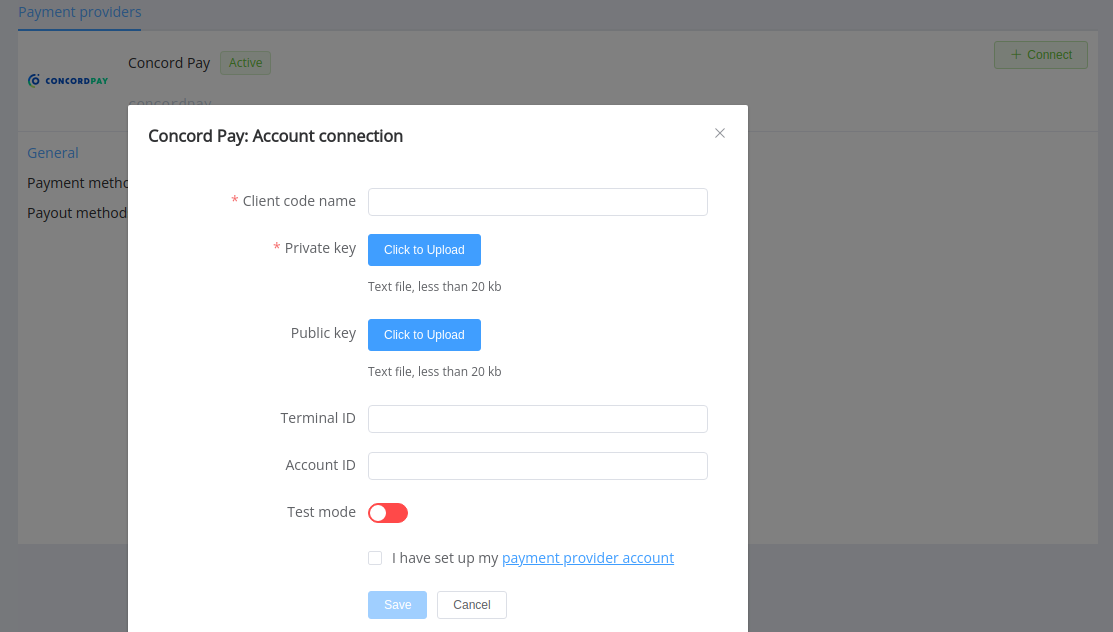 Payment providers
CONCORDPAY
Concord Pay
Active
+ Connect
concordpay
Concord Pay: Account connection
General
Payment metho
Payout method
* Client code name
* Private key
Click to Upload
Text file, less than 20 kb
Public key
Click to Upload
Text file, less than 20 kb
Terminal ID
Account ID
Test mode
I have set up my payment provider account
Save
Cancel